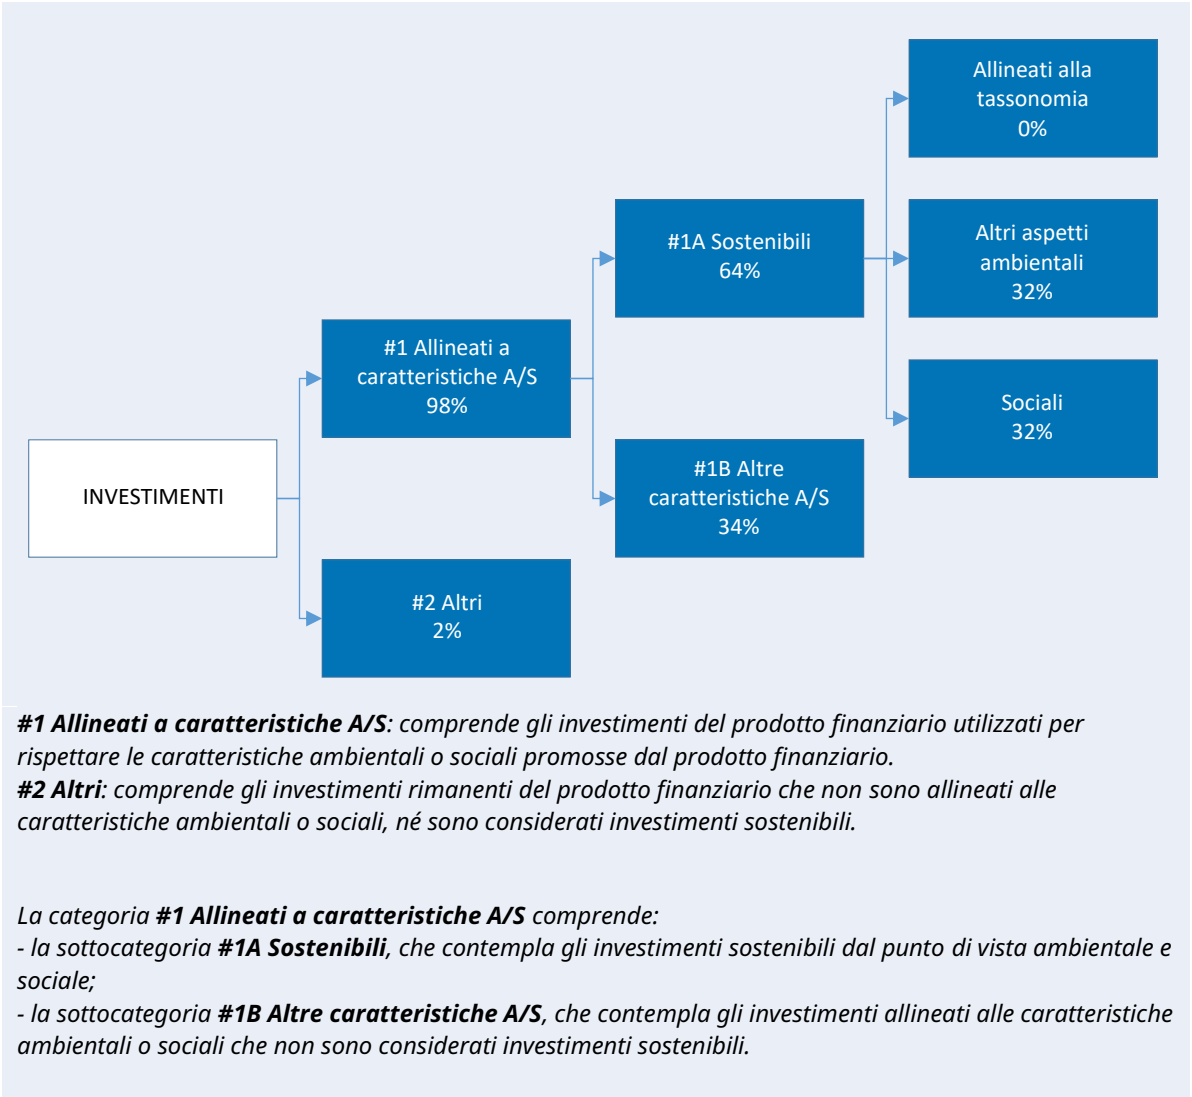 Allineati alla
tassonomia
0%
#1A Sostenibili
64%
Altri aspetti
ambientali
32%
#1 Allineati a
caratteristiche A/S
98%
Sociali
32%
INVESTIMENTI
#1B Altre
caratteristiche A/S
34%
#2 Altri
2%
#1 Allineati a caratteristiche A/S: comprende gli investimenti del prodotto finanziario utilizzati per
rispettare le caratteristiche ambientali o sociali promosse dal prodotto finanziario.
#2 Altri: comprende gli investimenti rimanenti del prodotto finanziario che non sono allineati alle
caratteristiche ambientali o sociali, né sono considerati investimenti sostenibili.
La categoria #1 Allineati a caratteristiche A/S comprende:
- la sottocategoria #1A Sostenibili, che contempla gli investimenti sostenibili dal punto di vista ambientale e
sociale;
- la sottocategoria #1B Altre caratteristiche A/S, che contempla gli investimenti allineati alle caratteristiche
ambientali o sociali che non sono considerati investimenti sostenibili.